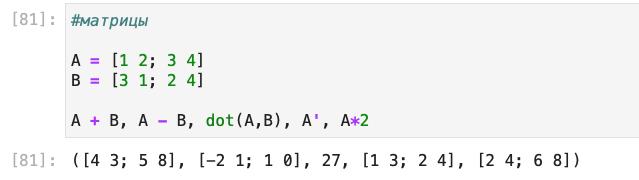 [81]: #матрицы
A = [1 2; 3 4]
B = [3 1; 2 4]
A + B, A - B, dot(A,B), A', A*2
[81]: ([4 3; 5 8], [-2 1; 1 0], 27, [1 3; 2 4], [2 4; 6 8])